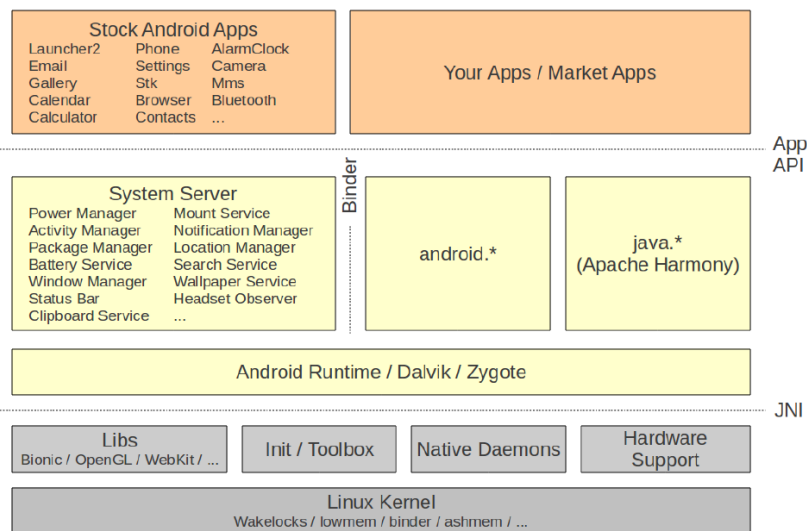 Stock Android Apps
Launcher2 Phone AlarmClock
Email Settings Camera
Gallery Stk Mms
Calendar Browser Bluetooth
Calculator Contacts ...
Your Apps / Market Apps
App
API
System Server
Power Manager Mount Service
Activity Manager Notification Manager
Package Manager Location Manager
Battery Service Search Service
Window Manager Wallpaper Service
Status Bar Headset Observer
Clipboard Service ...
Binder
android.*
java.*
(Apache Harmony)
Android Runtime / Dalvik / Zygote
JNI
Libs
Bionic / OpenGL / WebKit / ...
Init / Toolbox
Native Daemons
Hardware
Support
Linux Kernel
Wakelocks / lowmem / binder / ashmem / ...